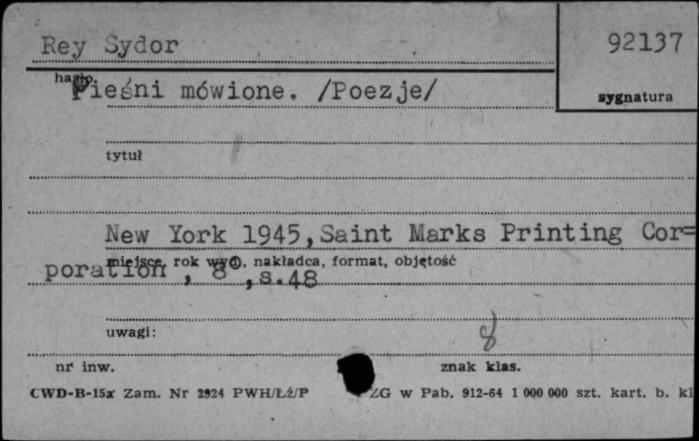 Rey Sydor
92137
hasło
Pieśni mówione. /Poezje/
sygnatura
tytuł
New York 1945, Saint Marks Printing Cor=
miejsce, rok wyd, nakładca, format, objętość
poration , 8° ,s.48
uwagi:
8
nr inw.
znak klas.
CWD-B-15a Zam. Nr 2924 PWH/Łź/P ZG w Pab. 912-64 1 000 000 szt. kart. b. kl